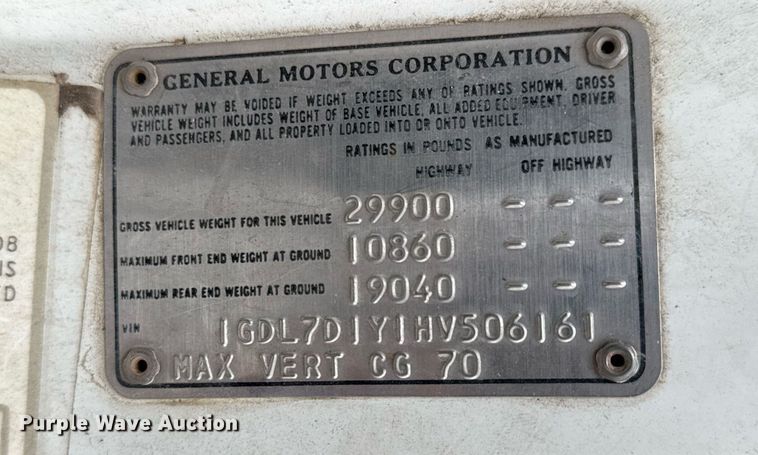 GENERAL MOTORS CORPORATION
WARRANTY MAY BE VOIDED IF WEIGHT EXCEEDS ANY OF RATINGS SHOWN. GROSS
VEHICLE WEIGHT INCLUDES WEIGHT OF BASE VEHICLE, ALL ADDED EQUIPMENT, DRIVER
AND PASSENGERS, AND ALL PROPERTY LOADED INTO OR ONTO VEHICLE.
RATINGS IN POUNDS AS MANUFACTURED
HIGHWAY OFF HIGHWAY
GROSS VEHICLE WEIGHT FOR THIS VEHICLE 29900 - - -
MAXIMUM FRONT END WEIGHT AT GROUND 10860 - - -
MAXIMUM REAR END WEIGHT AT GROUND 19040 - - -
VIN 1GDL7D1Y1HV506161
MAX VERT CG 70
Purple Wave Auction